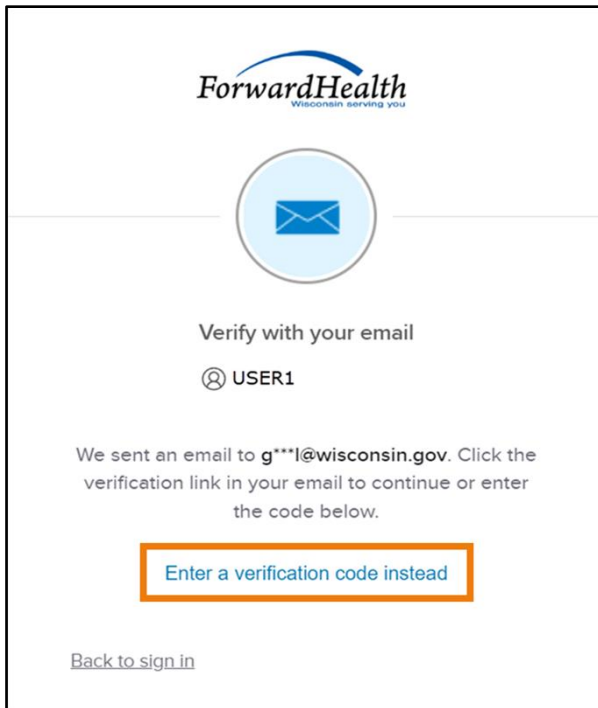 ForwardHealth
Wisconsin serving you
Verify with your email
USER1
We sent an email to g***l@wisconsin.gov. Click the
verification link in your email to continue or enter
the code below.
Enter a verification code instead
Back to sign in